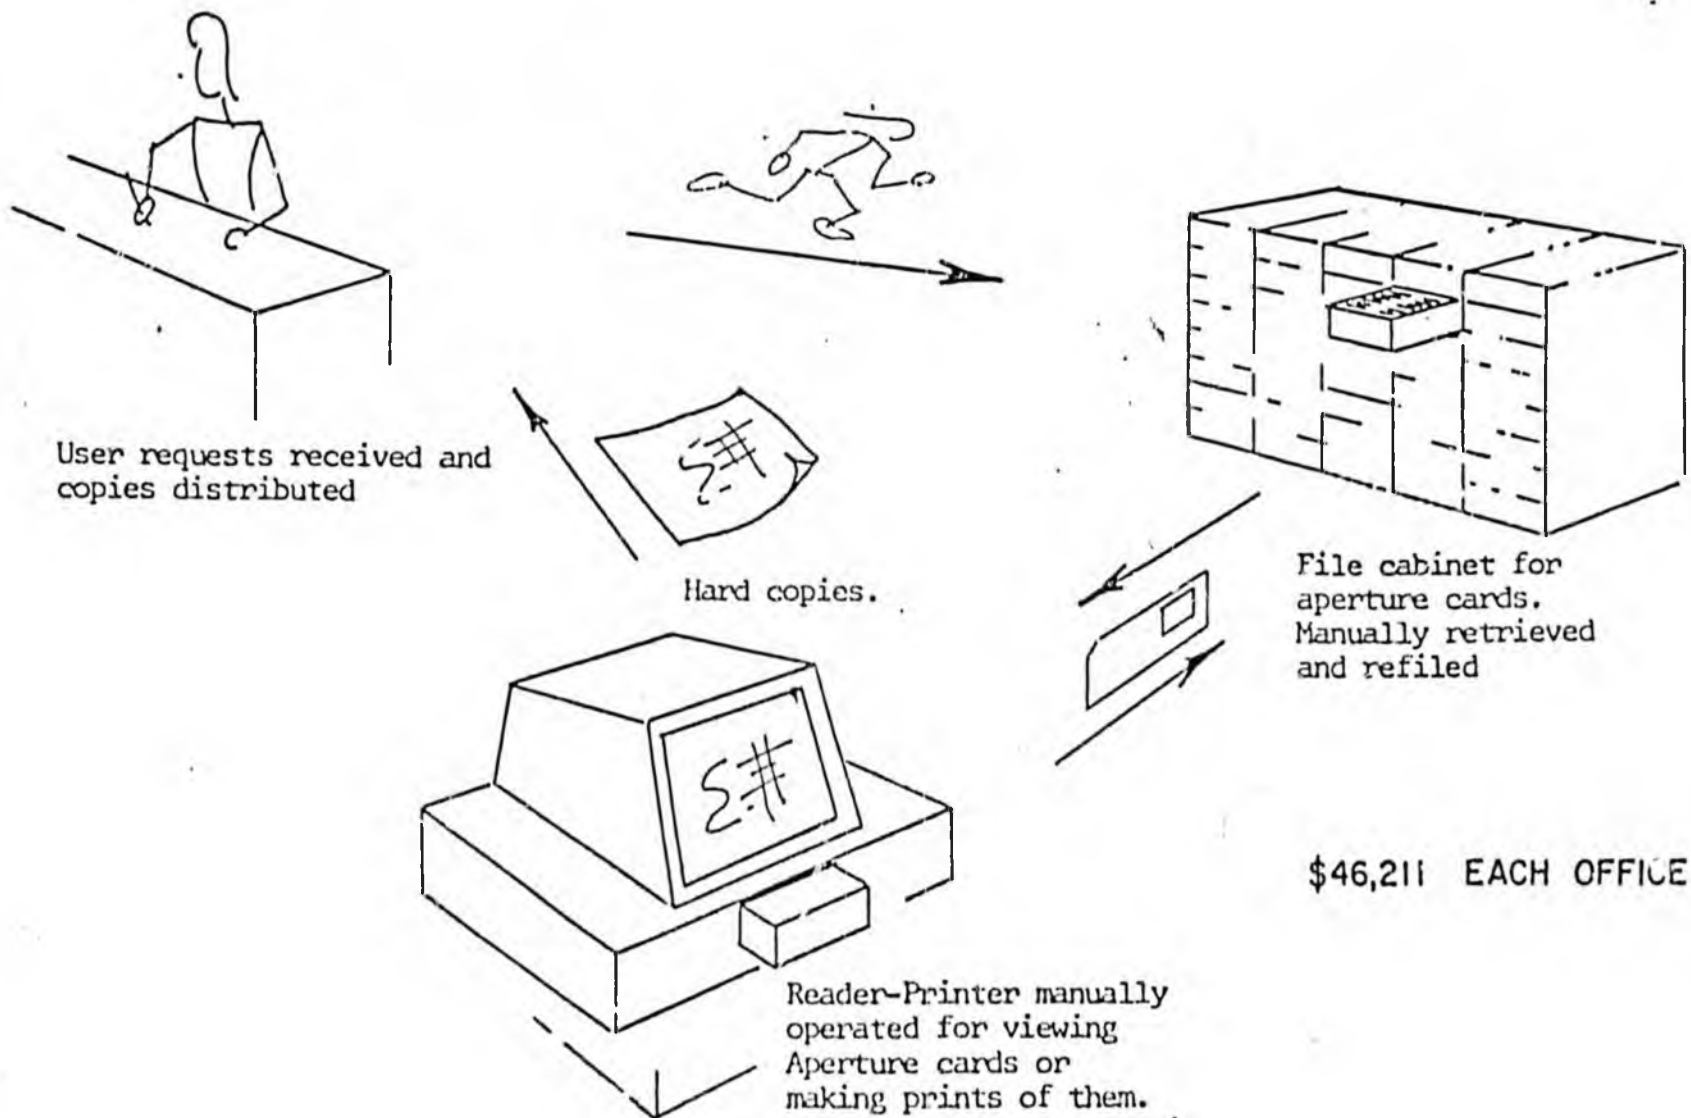 User requests received and
copies distributed
Hard copies.
File cabinet for
aperture cards.
Manually retrieved
and refiled
$46,211 EACH OFFICE
Reader-Printer manually
operated for viewing
Aperture cards or
making prints of them.